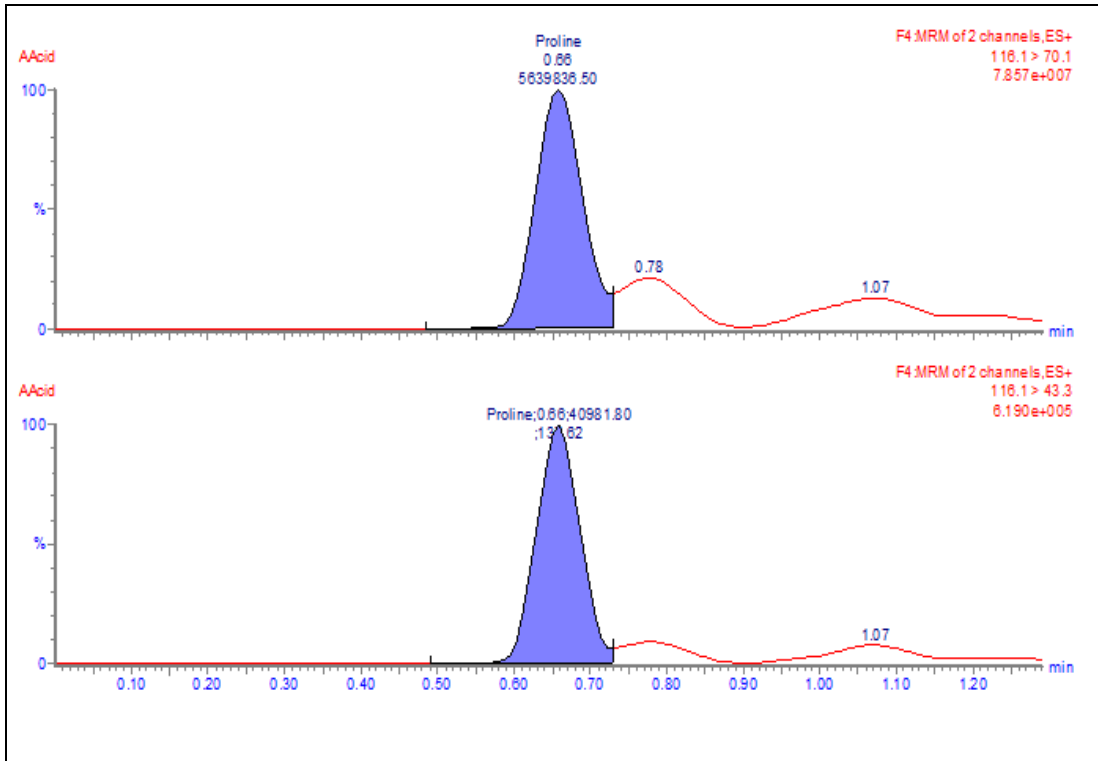 AAcid
Proline
0.66
5639836.50
F4:MRM of 2 channels,ES+
116.1 > 70.1
7.857e+007
100
%
0
0.78
1.07
min
AAcid
Proline;0.66;40981.80
F4:MRM of 2 channels,ES+
116.1 > 43.3
6.190e+005
100
%
0
1.07
min
0.10 0.20 0.30 0.40 0.50 0.60 0.70 0.80 0.90 1.00 1.10 1.20